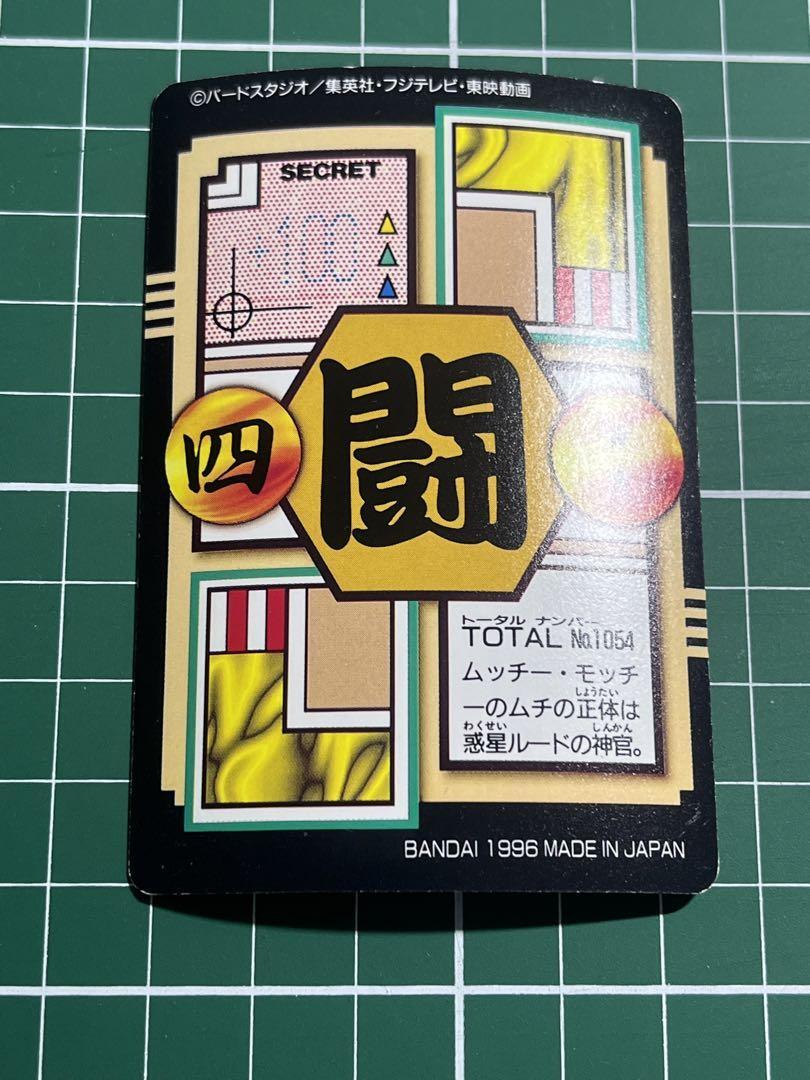 ©バードスタジオ／集英社・フジテレビ・東映動画
SECRET
+100
四
闘
トータル ナンバー
TOTAL No.1054
ムッチー・モッチ
ーのムチの正体は
しょうたい
惑星ルードの神官。
わくせい しんかん
BANDAI 1996 MADE IN JAPAN